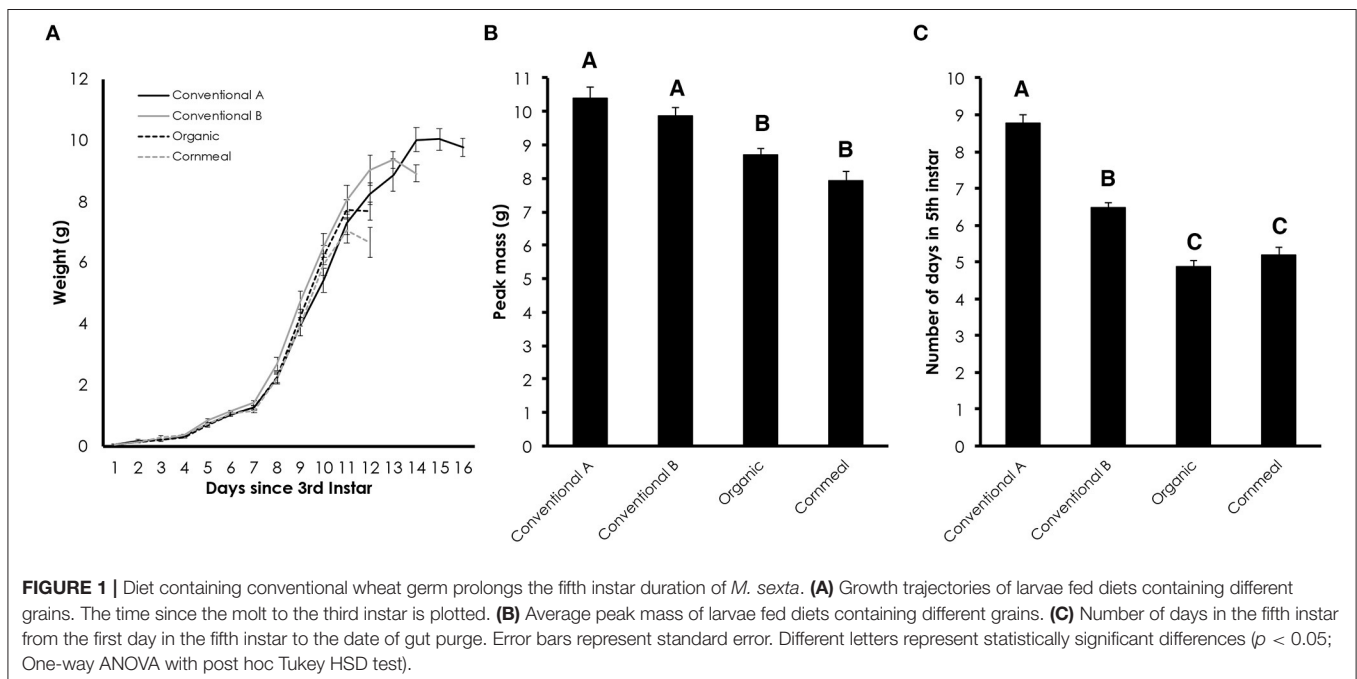 A
12
10
8
6
4
2
0
Weight (g)
Conventional A
Conventional B
Organic
Cornmeal
1 2 3 4 5 6 7 8 9 10 11 12 13 14 15 16
Days since 3rd Instar
B
11
10
9
8
7
6
5
4
3
2
1
0
Peak mass (g)
A
A
B
B
Conventional A
Conventional B
Organic
Cornmeal
C
10
9
8
7
6
5
4
3
2
1
0
Number of days in 5th instar
A
B
C
C
Conventional A
Conventional B
Organic
Cornmeal
FIGURE 1 | Diet containing conventional wheat germ prolongs the fifth instar duration of M. sexta. (A) Growth trajectories of larvae fed diets containing different
grains. The time since the molt to the third instar is plotted. (B) Average peak mass of larvae fed diets containing different grains. (C) Number of days in the fifth instar
from the first day in the fifth instar to the date of gut purge. Error bars represent standard error. Different letters represent statistically significant differences (p < 0.05;
One-way ANOVA with post hoc Tukey HSD test).